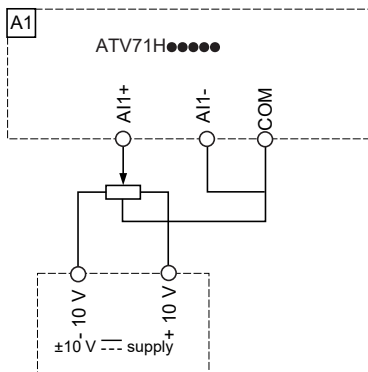 A1
ATV71H●●●●●
AI1+
AI1-
COM
- 10 V
+ 10 V
±10 V ⎓ supply